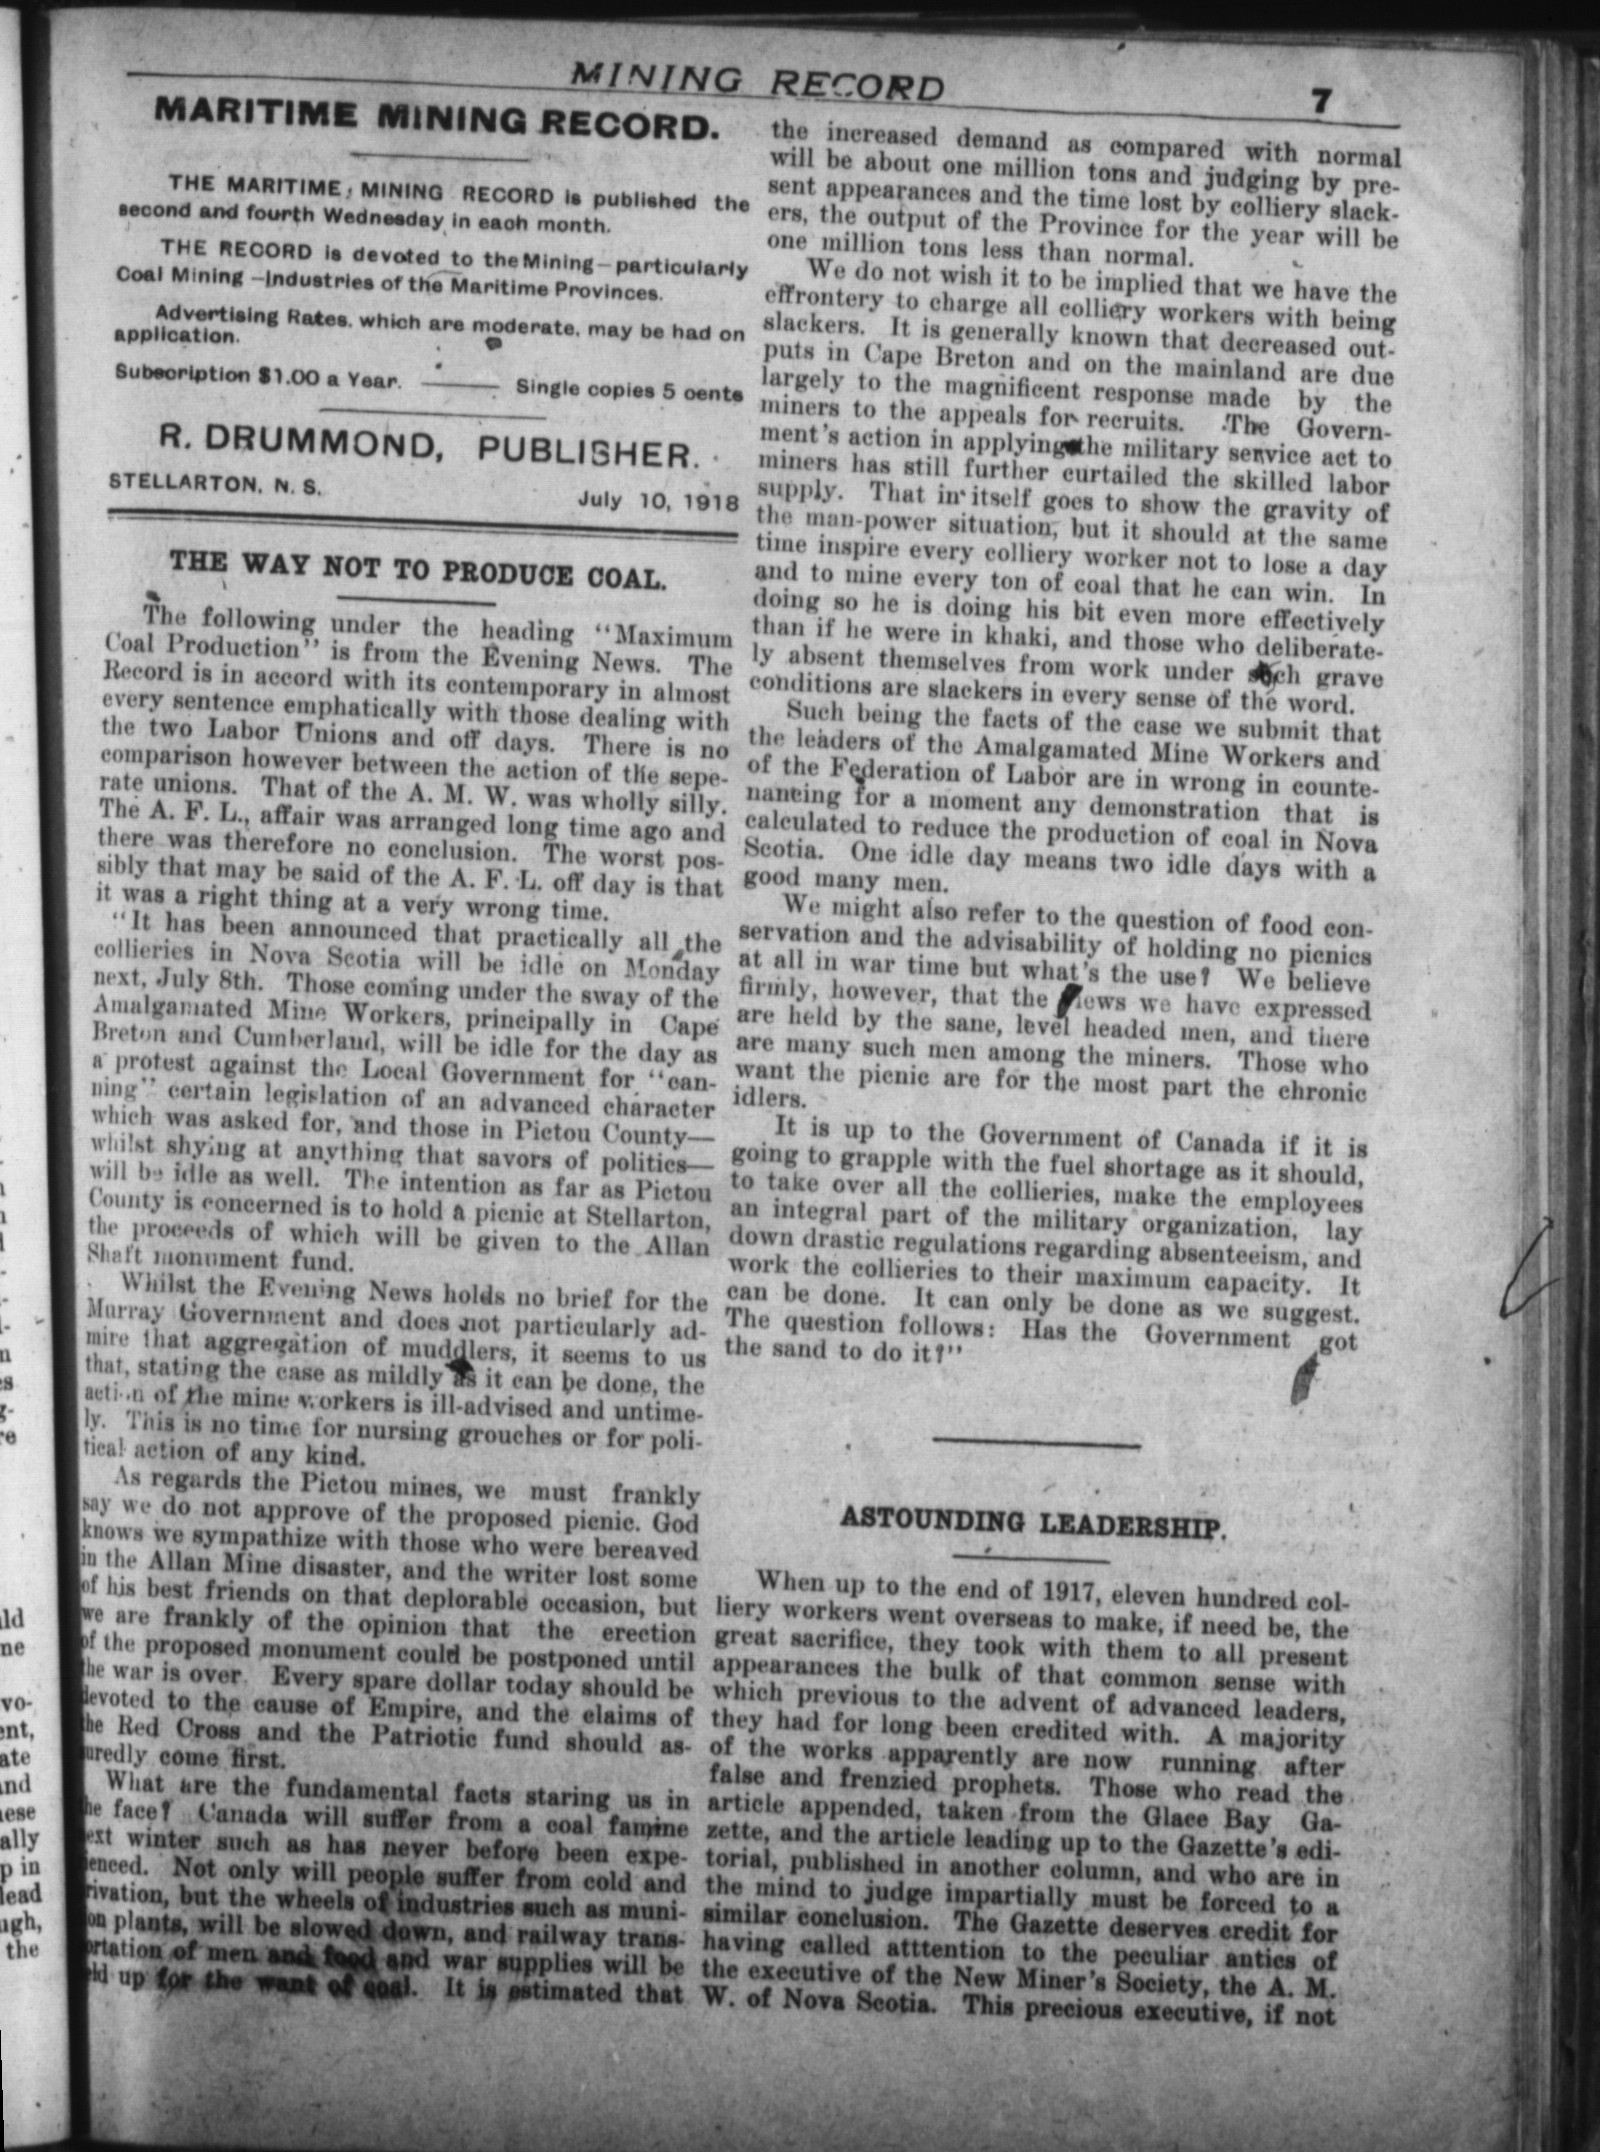 MINING RECORD
7
MARITIME MINING RECORD.
THE MARITIME MINING RECORD is published the
second and fourth Wednesday in each month.
THE RECORD is devoted to the Mining—particularly
Coal Mining—Industries of the Maritime Provinces.
Advertising Rates, which are moderate, may be had on
application.
Subscription $1.00 a Year. ——— Single copies 5 cents
R. DRUMMOND, PUBLISHER.
STELLARTON, N. S.
July 10, 1918
THE WAY NOT TO PRODUCE COAL.
The following under the heading "Maximum
Coal Production" is from the Evening News. The
Record is in accord with its contemporary in almost
every sentence emphatically with those dealing with
the two Labor Unions and off days. There is no
comparison however between the action of the sepe-
rate unions. That of the A. M. W. was wholly silly.
The A. F. L., affair was arranged long time ago and
there was therefore no conclusion. The worst pos-
sibly that may be said of the A. F. L. off day is that
it was a right thing at a very wrong time.
"It has been announced that practically all the
collieries in Nova Scotia will be idle on Monday
next, July 8th. Those coming under the sway of the
Amalgamated Mine Workers, principally in Cape
Breton and Cumberland, will be idle for the day as
a protest against the Local Government for "can-
ning" certain legislation of an advanced character
which was asked for, and those in Pictou County—
whilst shying at anything that savors of politics—
will be idle as well. The intention as far as Pictou
County is concerned is to hold a picnic at Stellarton,
the proceeds of which will be given to the Allan
Shaft monument fund.
Whilst the Evening News holds no brief for the
Murray Government and does not particularly ad-
mire that aggregation of muddlers, it seems to us
that, stating the case as mildly as it can be done, the
action of the mine workers is ill-advised and untime-
ly. This is no time for nursing grouches or for poli-
tical action of any kind.
As regards the Pictou mines, we must frankly
say we do not approve of the proposed picnic. God
knows we sympathize with those who were bereaved
in the Allan Mine disaster, and the writer lost some
of his best friends on that deplorable occasion, but
we are frankly of the opinion that the erection
of the proposed monument could be postponed until
the war is over. Every spare dollar today should be
devoted to the cause of Empire, and the claims of
the Red Cross and the Patriotic fund should as-
suredly come first.
What are the fundamental facts staring us in
the face? Canada will suffer from a coal famine
next winter such as has never before been expe-
rienced. Not only will people suffer from cold and
privation, but the wheels of industries such as muni-
on plants, will be slowed down, and railway trans-
ortation of men and food and war supplies will be
eld up for the want of coal. It is estimated that
the increased demand as compared with normal
will be about one million tons and judging by pre-
sent appearances and the time lost by colliery slack-
ers, the output of the Province for the year will be
one million tons less than normal.
We do not wish it to be implied that we have the
effrontery to charge all colliery workers with being
slackers. It is generally known that decreased out-
puts in Cape Breton and on the mainland are due
largely to the magnificent response made by the
miners to the appeals for recruits. The Govern-
ment's action in applying the military service act to
miners has still further curtailed the skilled labor
supply. That in itself goes to show the gravity of
the man-power situation, but it should at the same
time inspire every colliery worker not to lose a day
and to mine every ton of coal that he can win. In
doing so he is doing his bit even more effectively
than if he were in khaki, and those who deliberate-
ly absent themselves from work under such grave
conditions are slackers in every sense of the word.
Such being the facts of the case we submit that
the leaders of the Amalgamated Mine Workers and
of the Federation of Labor are in wrong in counte-
nancing for a moment any demonstration that is
calculated to reduce the production of coal in Nova
Scotia. One idle day means two idle days with a
good many men.
We might also refer to the question of food con-
servation and the advisability of holding no picnics
at all in war time but what's the use? We believe
firmly, however, that the views we have expressed
are held by the sane, level headed men, and there
are many such men among the miners. Those who
want the picnic are for the most part the chronic
idlers.
It is up to the Government of Canada if it is
going to grapple with the fuel shortage as it should,
to take over all the collieries, make the employees
an integral part of the military organization, lay
down drastic regulations regarding absenteeism, and
work the collieries to their maximum capacity. It
can be done. It can only be done as we suggest.
The question follows: Has the Government got
the sand to do it?"
ASTOUNDING LEADERSHIP.
When up to the end of 1917, eleven hundred col-
liery workers went overseas to make, if need be, the
great sacrifice, they took with them to all present
appearances the bulk of that common sense with
which previous to the advent of advanced leaders,
they had for long been credited with. A majority
of the works apparently are now running after
false and frenzied prophets. Those who read the
article appended, taken from the Glace Bay Ga-
zette, and the article leading up to the Gazette's edi-
torial, published in another column, and who are in
the mind to judge impartially must be forced to a
similar conclusion. The Gazette deserves credit for
having called atttention to the peculiar antics of
the executive of the New Miner's Society, the A. M.
W. of Nova Scotia. This precious executive, if not